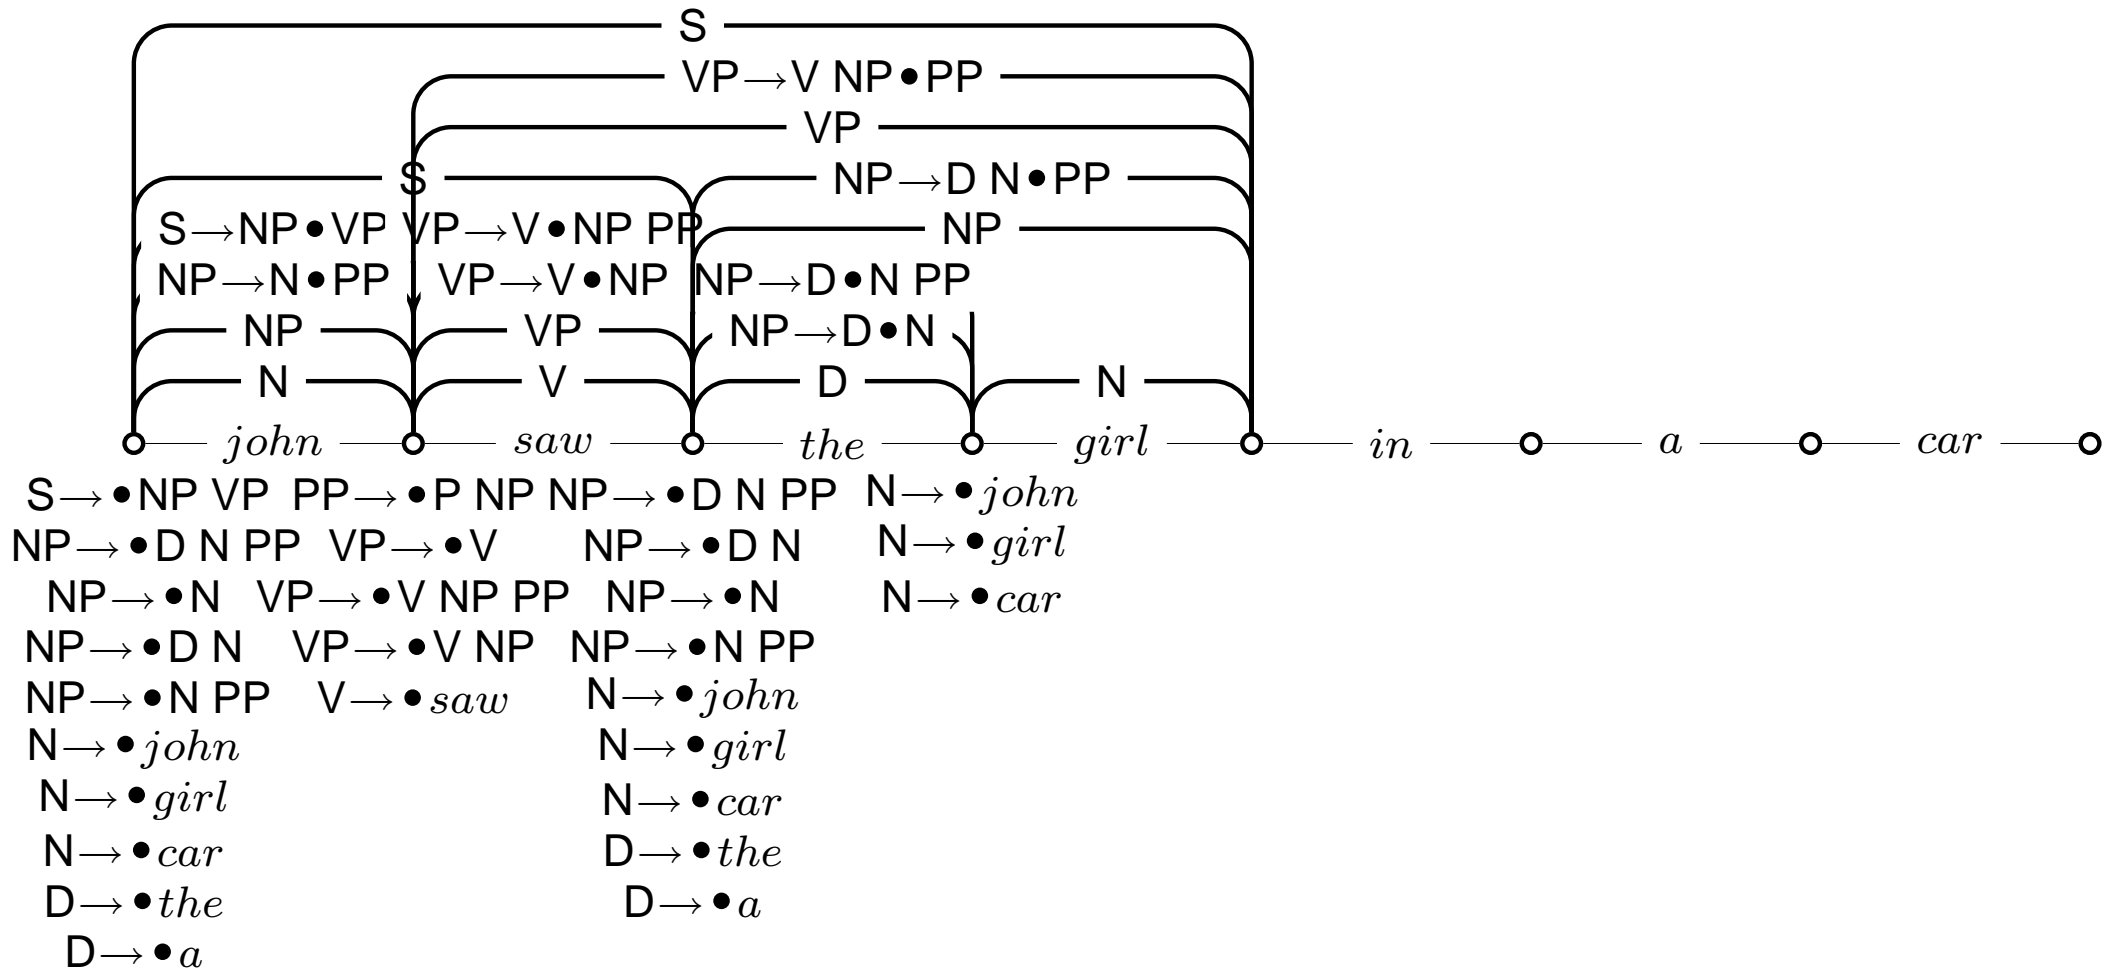 S
VP→V NP•PP
VP
S NP→D N•PP
S→NP•VP VP→V•NP PP NP
NP→N•PP VP→V•NP NP→D•N PP
NP VP NP→D•N
N V D N
john saw the girl in a car
S→•NP VP PP→•P NP NP→•D N PP N→•john
NP→•D N PP VP→•V NP→•D N N→•girl
NP→•N VP→•V NP PP NP→•N N→•car
NP→•D N VP→•V NP NP→•N PP
NP→•N PP V→•saw N→•john
N→•john N→•girl
N→•girl N→•car
N→•car D→•the
D→•the D→•a
D→•a